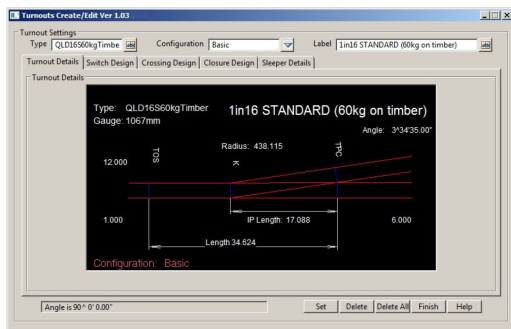 Turnouts Create/Edit Ver 1.03
Turnout Settings
Type QLD16S60kgTimbe Configuration Basic Label 1in16 STANDARD (60kg on timber)
Turnout Details Switch Design Crossing Design Closure Design Sleeper Details
Turnout Details
Type: QLD16S60kgTimber 1in16 STANDARD (60kg on timber)
Gauge: 1067mm
Angle: 3^34'35.00"
Radius: 438.115
TOS K TPC
12.000
1.000 IP Length: 17.088 6.000
Length 34.624
Configuration: Basic
Angle is 90^ 0' 0.00" Set Delete Delete All Finish Help